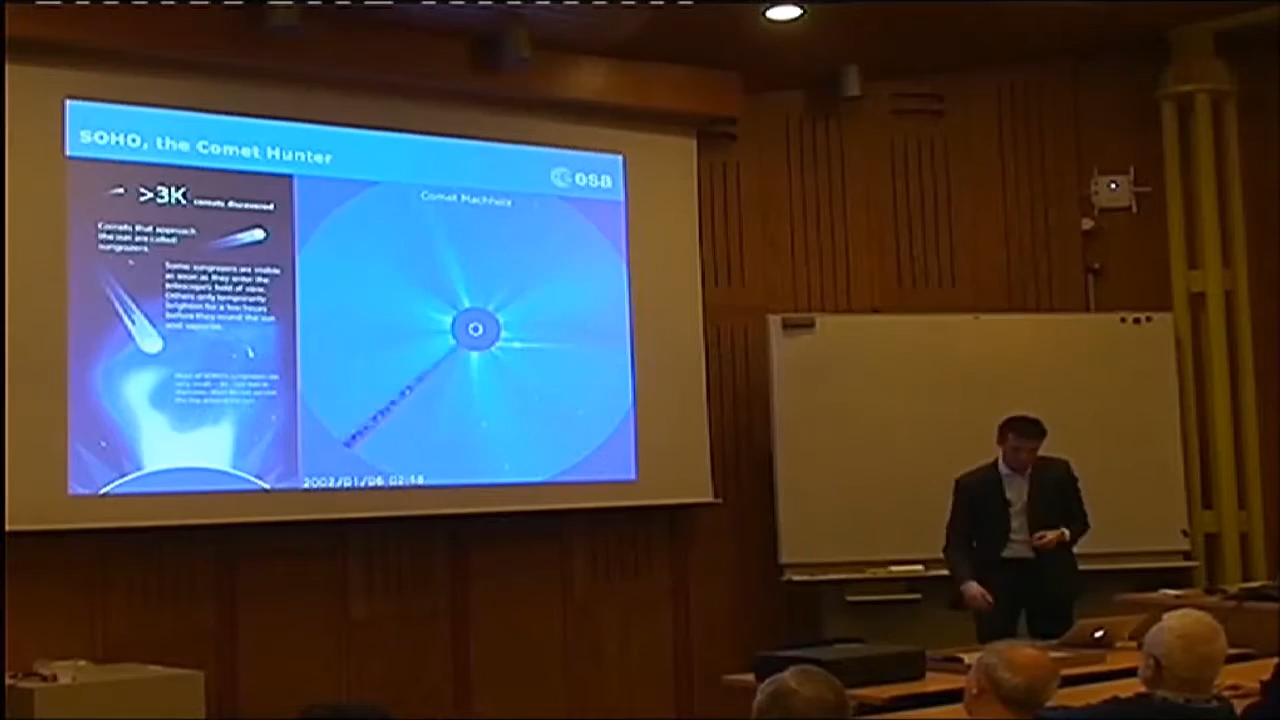 SOHO, the Comet Hunter
esa
>3K comets discovered
Comets that approach
the sun are called
sungrazers.
Some sungrazers are visible
as soon as they enter the
telescope's field of view.
Others only temporarily
brighten for a few hours
before they round the sun
and vaporise.
Comet Machholz
2002/01/06 02:18